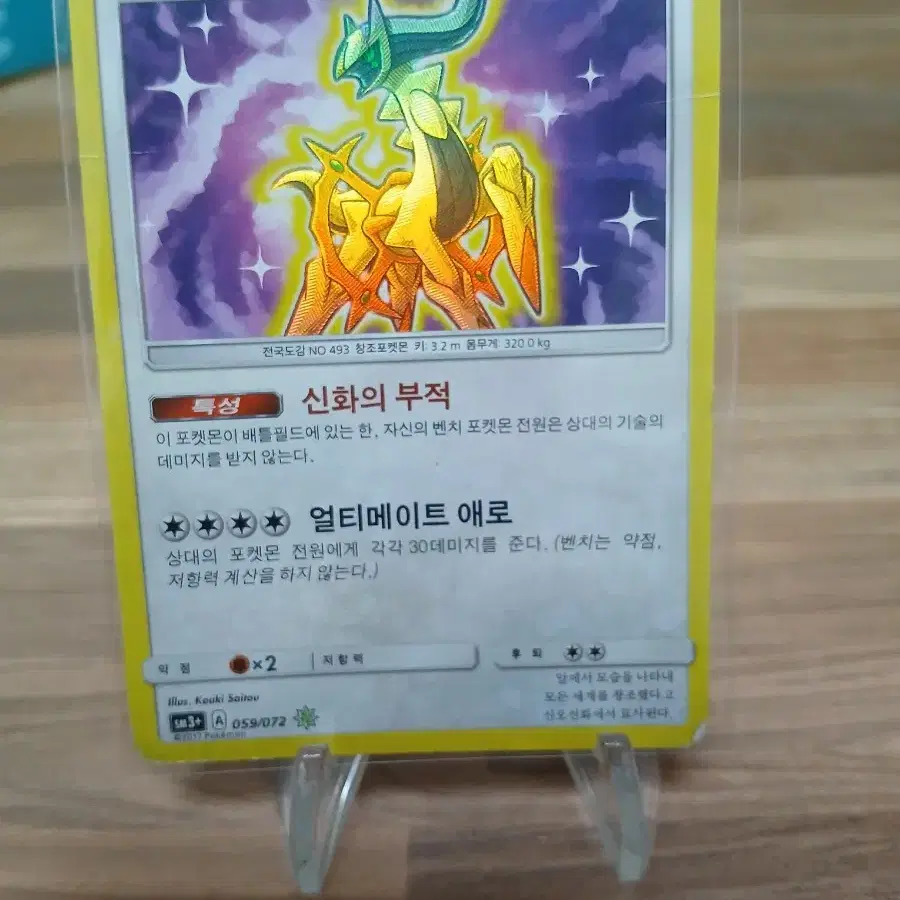 전국도감 NO 493 창조포켓몬 키: 3.2 m 몸무게: 320.0 kg
특성 신화의 부적
이 포켓몬이 배틀필드에 있는 한, 자신의 벤치 포켓몬 전원은 상대의 기술의
데미지를 받지 않는다.
얼티메이트 애로
상대의 포켓몬 전원에게 각각 30데미지를 준다. (벤치는 약점,
저항력 계산을 하지 않는다.)
약점 ×2 저항력 후퇴
알에서 모습을 나타내
모든 세계를 창조했다고
신오신화에서 묘사된다.
Illus. Kouki Saitou
SM3+ A 059/072
©2017 Pokémon